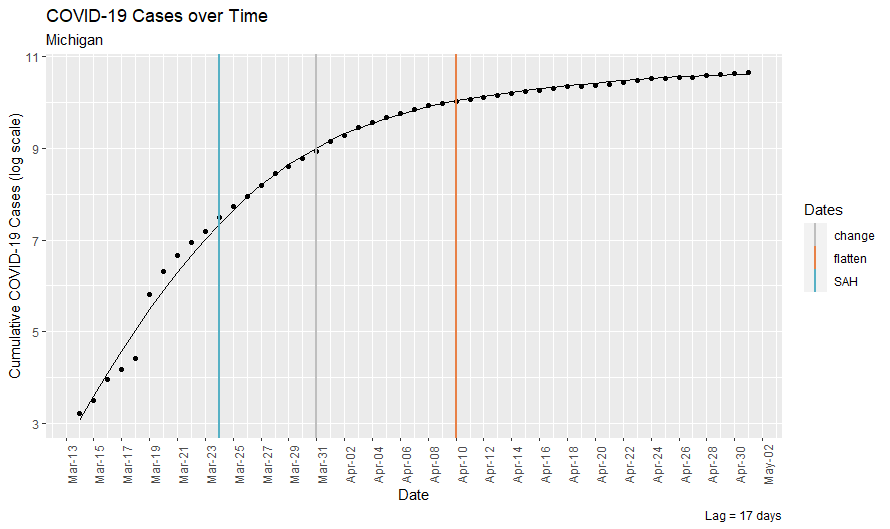 COVID-19 Cases over Time
Michigan
Cumulative COVID-19 Cases (log scale)
11
9
7
5
3
Mar-13
Mar-15
Mar-17
Mar-19
Mar-21
Mar-23
Mar-25
Mar-27
Mar-29
Mar-31
Apr-02
Apr-04
Apr-06
Apr-08
Apr-10
Apr-12
Apr-14
Apr-16
Apr-18
Apr-20
Apr-22
Apr-24
Apr-26
Apr-28
Apr-30
May-02
Date
Dates
change
flatten
SAH
Lag = 17 days